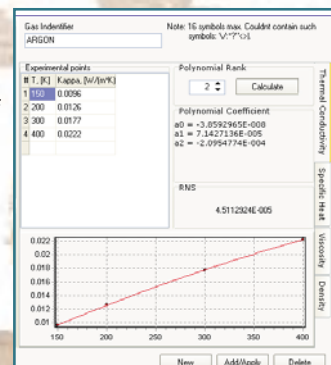 Gas Indentifier
Note: 16 symbols max. Couldnt contain such
symbols: \/:*?"<>|.
ARGON
Experimental points
# T, [K] Kappa, [W/(m*K)]
1 150 0.0096
2 200 0.0126
3 300 0.0177
4 400 0.0222
Polynomial Rank
2 Calculate
Polynomial Coefficient
a0 = -3.8592965E-008
a1 = 7.1427136E-005
a2 = -2.0954774E-004
RNS
4.5112924E-005
Thermal Conductivity
Specific Heat
Viscosity
Density
0.022
0.02
0.018
0.016
0.014
0.012
0.01
150 200 250 300 350 400
New Add/Apply Delete